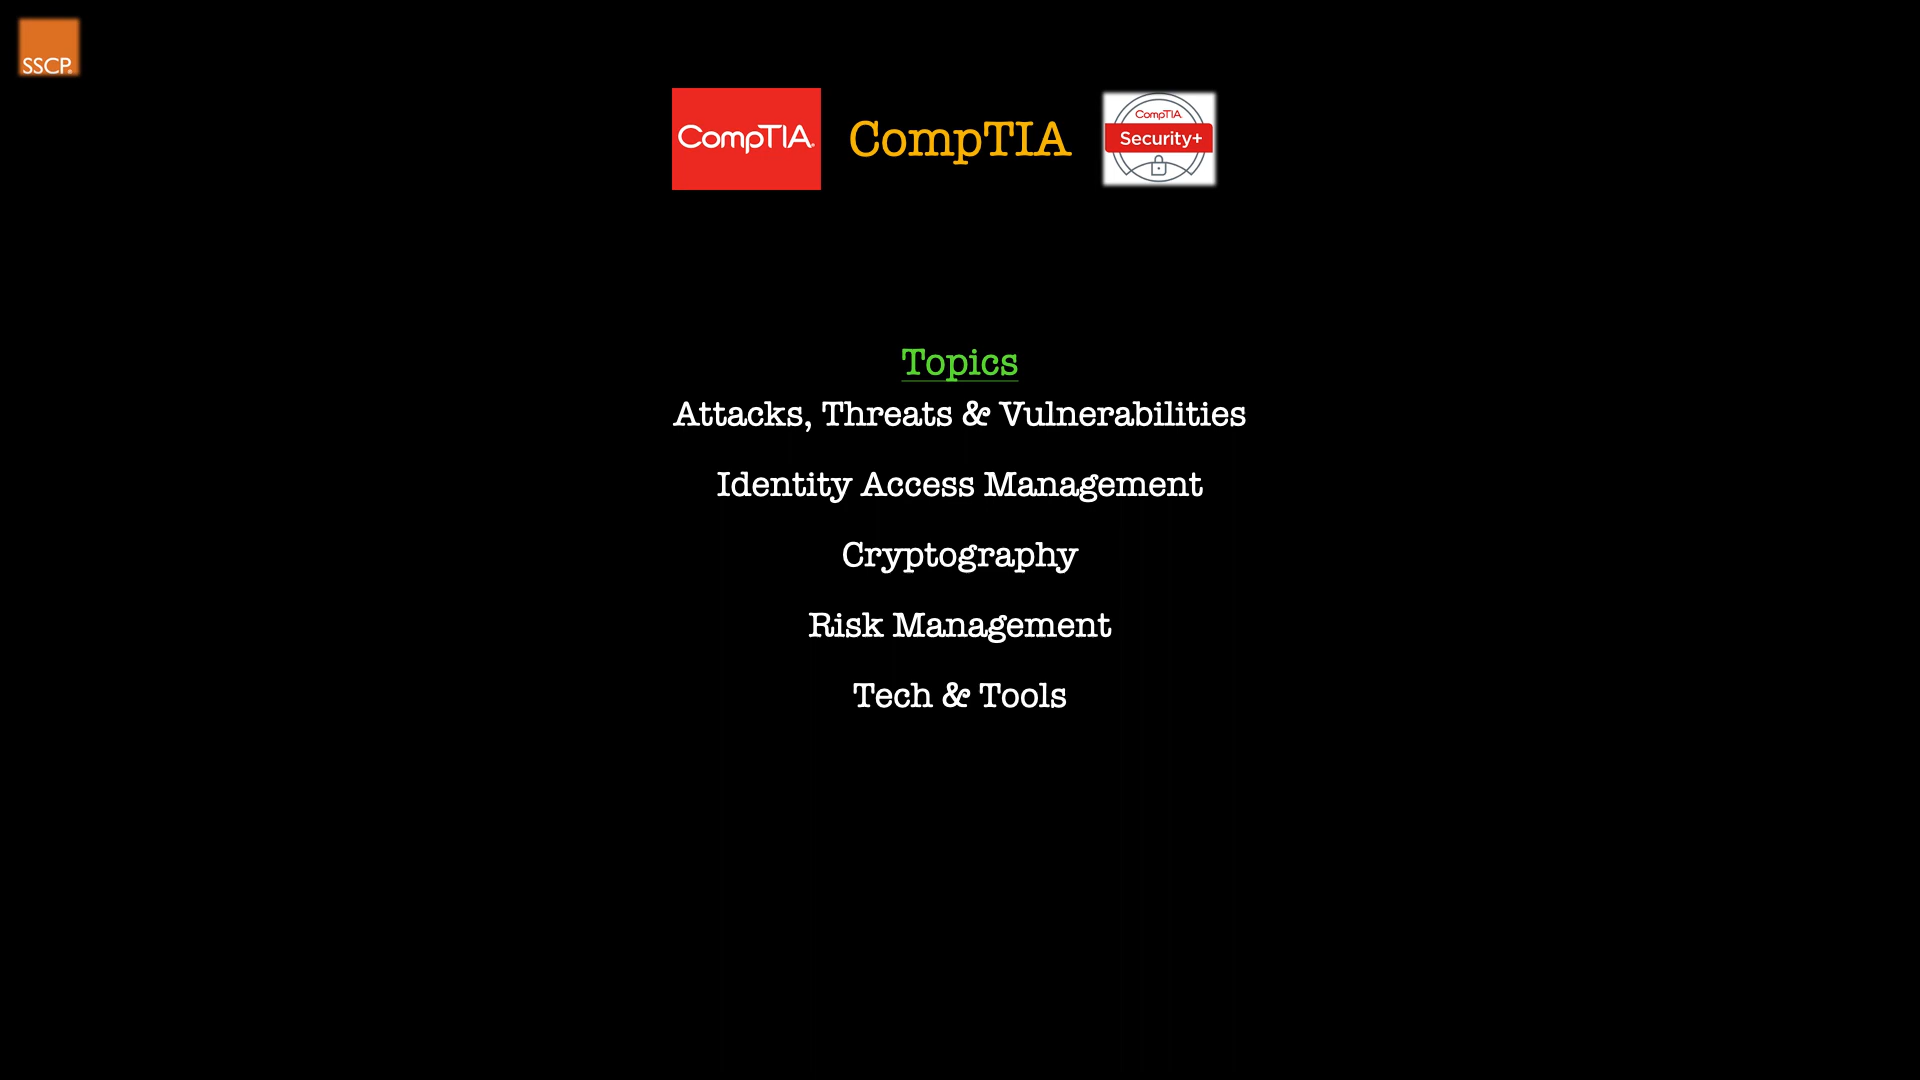 SSCP®
CompTIA®
CompTIA
CompTIA
Security+
Topics
Attacks, Threats & Vulnerabilities
Identity Access Management
Cryptography
Risk Management
Tech & Tools